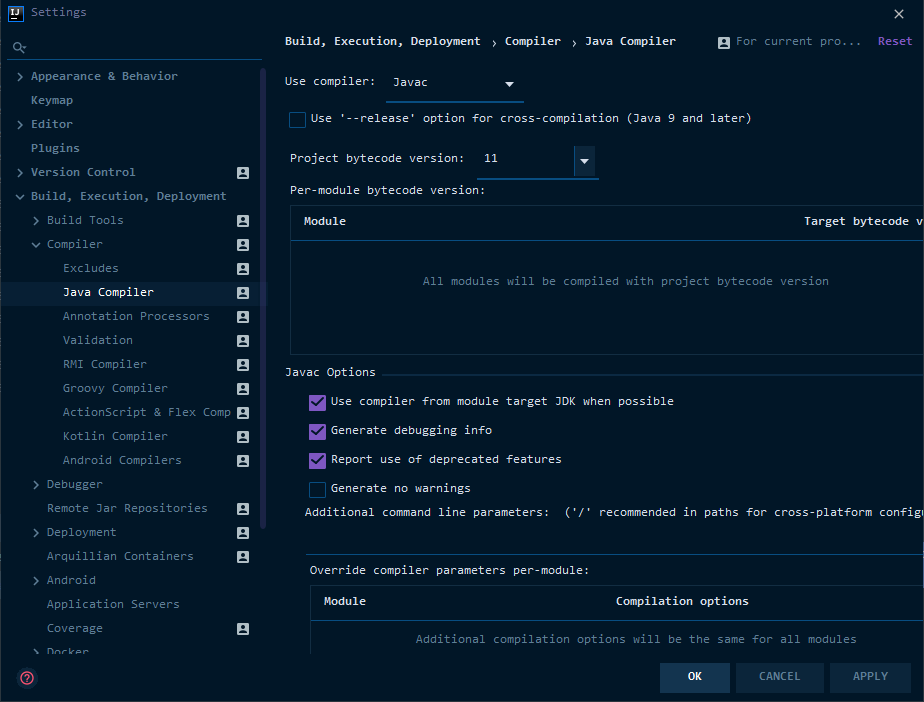 Settings
Appearance & Behavior
Keymap
Editor
Plugins
Version Control
Build, Execution, Deployment
Build Tools
Compiler
Excludes
Java Compiler
Annotation Processors
Validation
RMI Compiler
Groovy Compiler
ActionScript & Flex Comp
Kotlin Compiler
Android Compilers
Debugger
Remote Jar Repositories
Deployment
Arquillian Containers
Android
Application Servers
Coverage
Docker
Build, Execution, Deployment › Compiler › Java Compiler For current pro... Reset
Use compiler: Javac
Use '--release' option for cross-compilation (Java 9 and later)
Project bytecode version: 11
Per-module bytecode version:
Module Target bytecode v
All modules will be compiled with project bytecode version
Javac Options
Use compiler from module target JDK when possible
Generate debugging info
Report use of deprecated features
Generate no warnings
Additional command line parameters: ('/' recommended in paths for cross-platform configu
Override compiler parameters per-module:
Module Compilation options
Additional compilation options will be the same for all modules
OK CANCEL APPLY